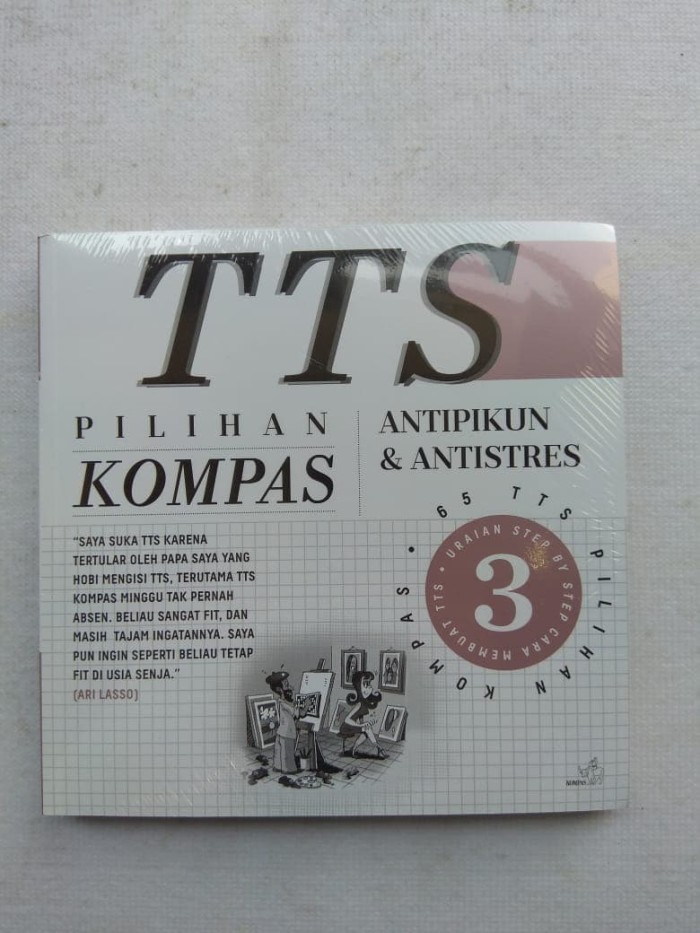 TTS
PILIHAN
KOMPAS
ANTIPIKUN
& ANTISTRES
"SAYA SUKA TTS KARENA
TERTULAR OLEH PAPA SAYA YANG
HOBI MENGISI TTS, TERUTAMA TTS
KOMPAS MINGGU TAK PERNAH
ABSEN. BELIAU SANGAT FIT, DAN
MASIH TAJAM INGATANNYA. SAYA
PUN INGIN SEPERTI BELIAU TETAP
FIT DI USIA SENJA."
(ARI LASSO)
65 TTS PILIHAN KOMPAS •
• URAIAN STEP BY STEP CARA MEMBUAT TTS
3